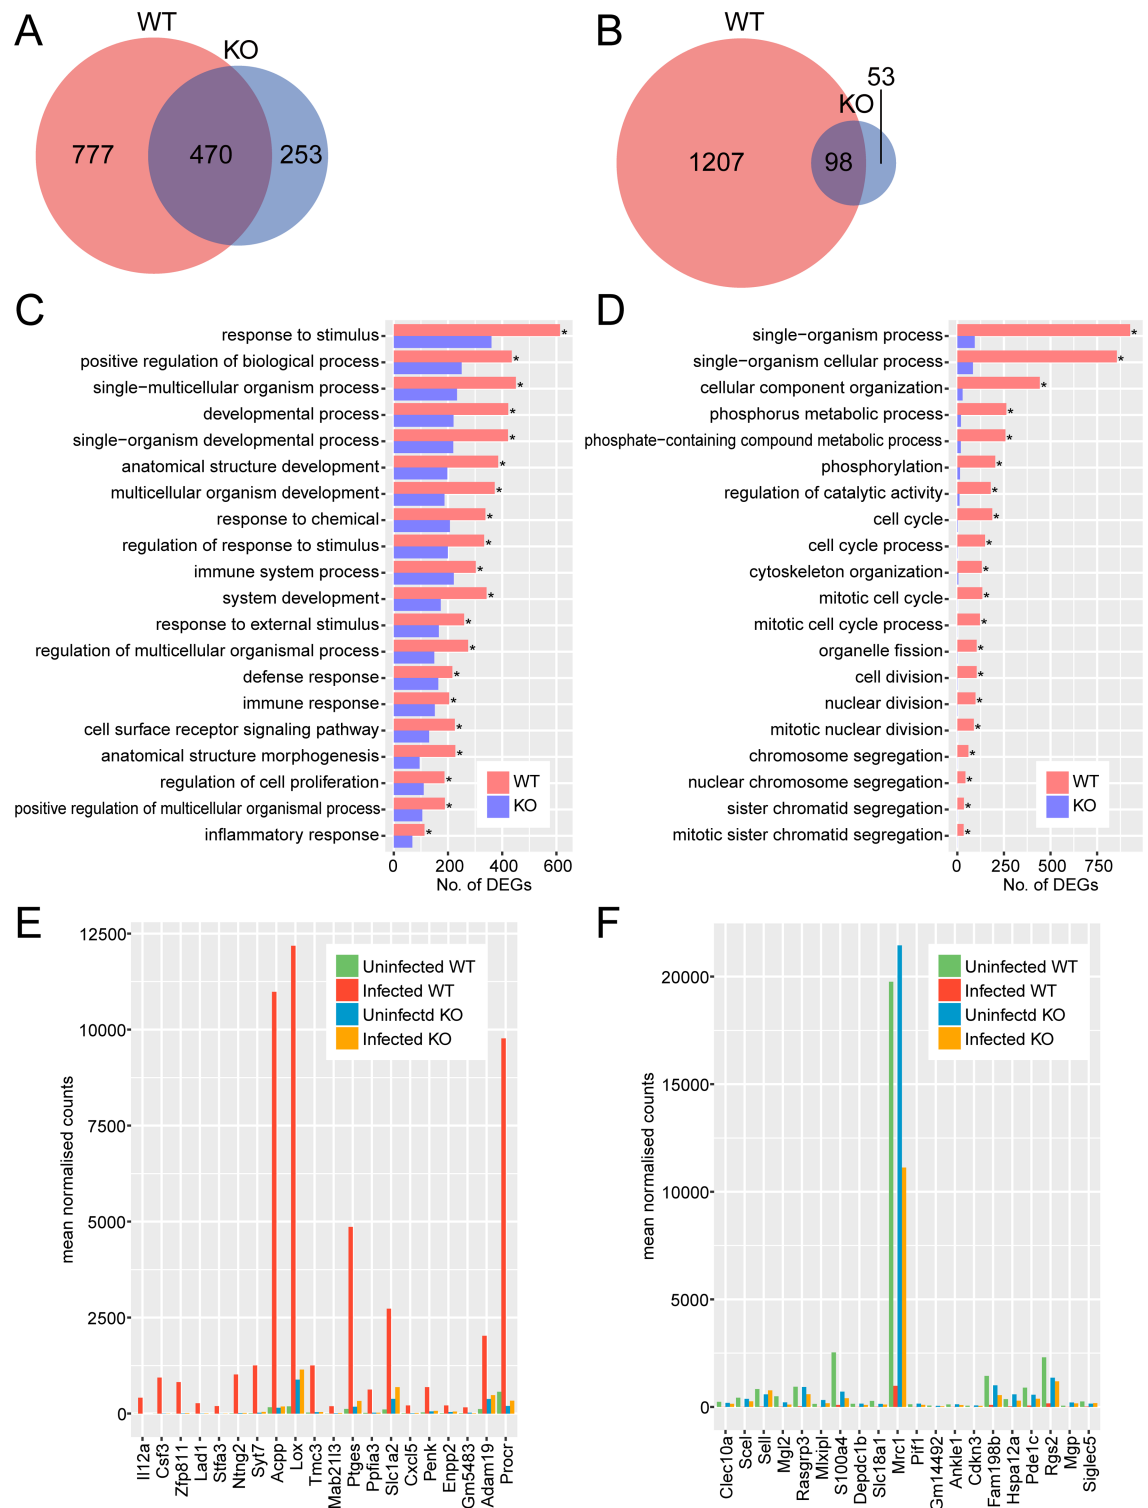 A
WT
KO
777
470
253
B
WT
53
KO
1207
98
C
response to stimulus
positive regulation of biological process
single−multicellular organism process
developmental process
single−organism developmental process
anatomical structure development
multicellular organism development
response to chemical
regulation of response to stimulus
immune system process
system development
response to external stimulus
regulation of multicellular organismal process
defense response
immune response
cell surface receptor signaling pathway
anatomical structure morphogenesis
regulation of cell proliferation
positive regulation of multicellular organismal process
inflammatory response
* * * * * * * * * * * * * * * * * * * *
WT
KO
0 200 400 600
No. of DEGs
D
single−organism process
single−organism cellular process
cellular component organization
phosphorus metabolic process
phosphate−containing compound metabolic process
phosphorylation
regulation of catalytic activity
cell cycle
cell cycle process
cytoskeleton organization
mitotic cell cycle
mitotic cell cycle process
organelle fission
cell division
nuclear division
mitotic nuclear division
chromosome segregation
nuclear chromosome segregation
sister chromatid segregation
mitotic sister chromatid segregation
* * * * * * * * * * * * * * * * * * * *
WT
KO
0 250 500 750
No. of DEGs
E
12500
10000
7500
5000
2500
0
mean normalised counts
Uninfected WT
Infected WT
Uninfectd KO
Infected KO
Il12a
Csf3
Zfp811
Lad1
Stfa3
Ntng2
Syt7
Acpp
Lox
Tmc3
Mab21l3
Ptges
Ppfia3
Slc1a2
Cxcl5
Penk
Enpp2
Gm5483
Adam19
Procr
F
20000
15000
10000
5000
0
mean normalised counts
Uninfected WT
Infected WT
Uninfectd KO
Infected KO
Clec10a
Scel
Sell
Mgl2
Rasgrp3
Mlxipl
S100a4
Depdc1b
Slc18a1
Mrc1
Pif1
Gm14492
Ankle1
Cdkn3
Fam198b
Hspa12a
Pde1c
Rgs2
Mgp
Siglec5